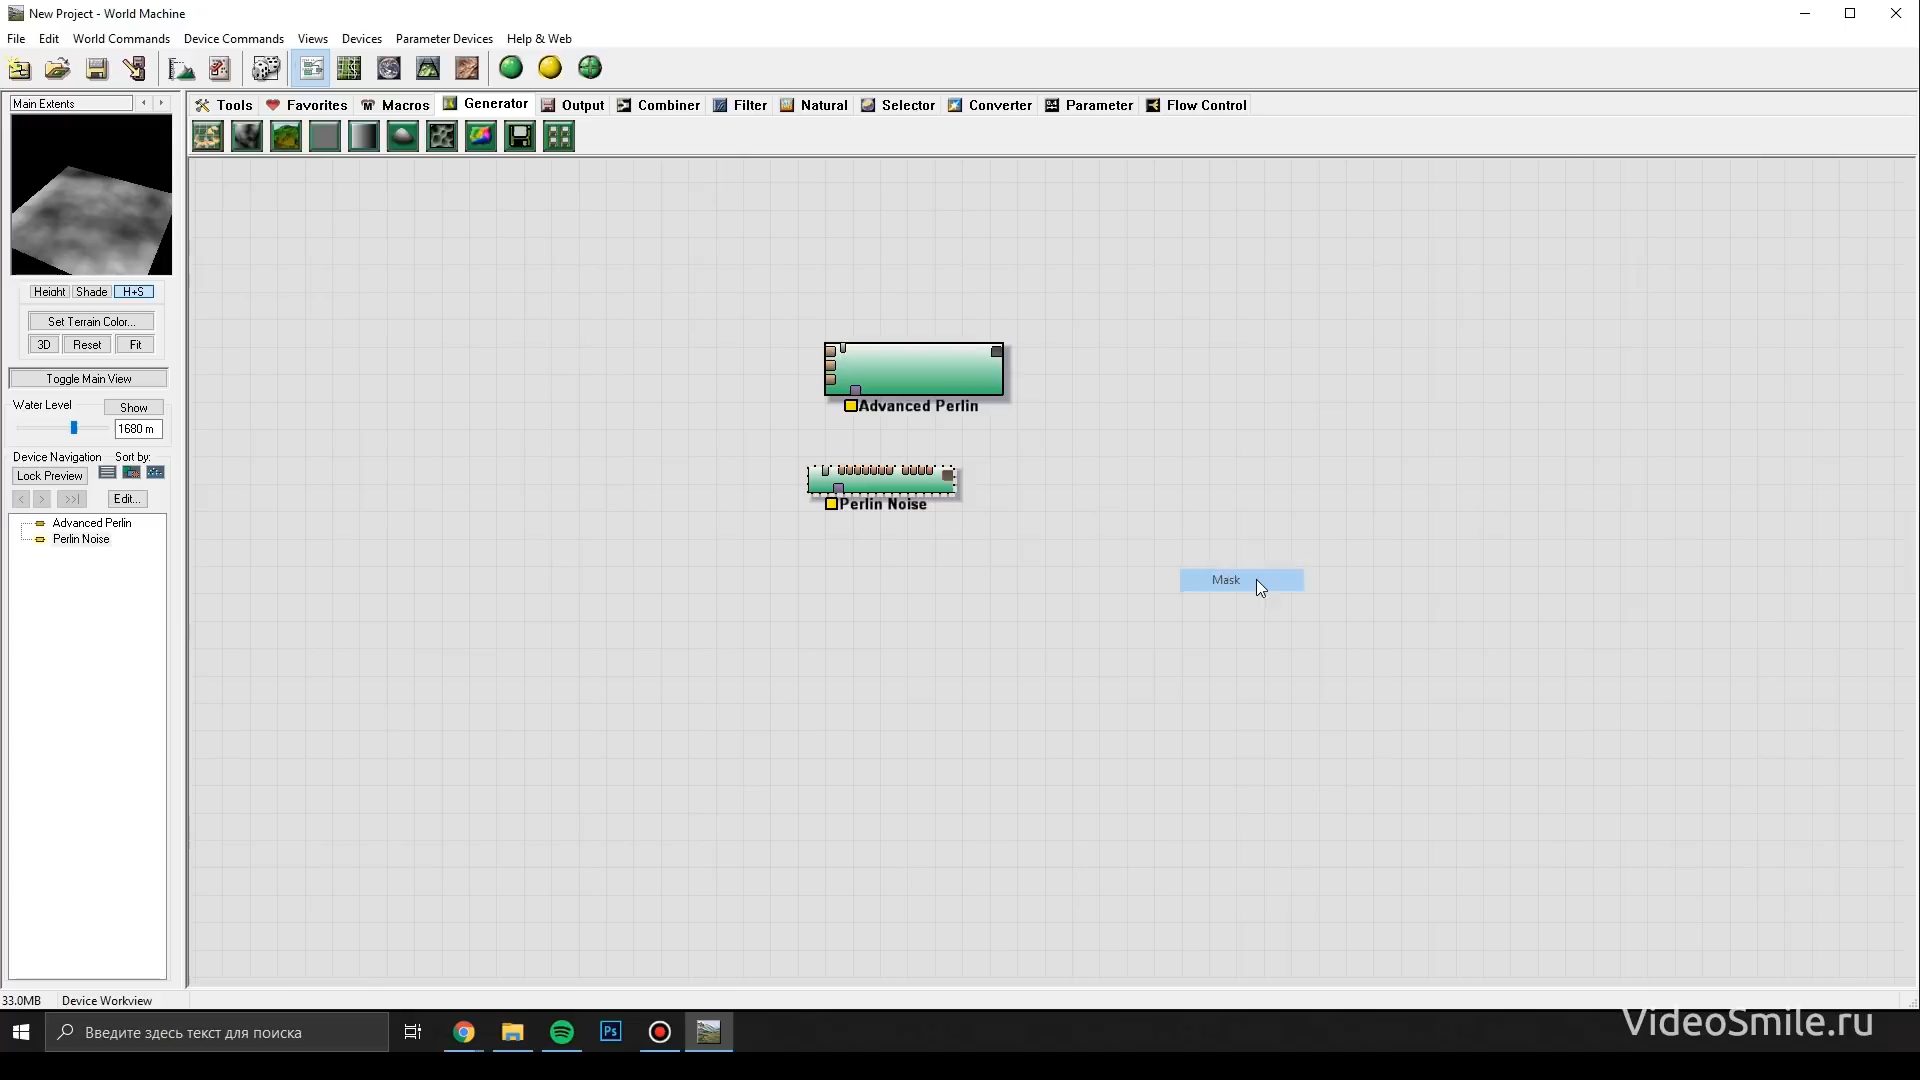 New Project - World Machine
File Edit World Commands Device Commands Views Devices Parameter Devices Help & Web
Main Extents
Tools Favorites Macros Generator Output Combiner Filter Natural Selector Converter Parameter Flow Control
Height Shade H+S
Set Terrain Color...
3D Reset Fit
Toggle Main View
Water Level Show
1680 m
Device Navigation Sort by:
Lock Preview
< > >>| Edit...
Advanced Perlin
Perlin Noise
Advanced Perlin
Perlin Noise
Mask
33.0MB Device Workview
Введите здесь текст для поиска
Ps
VideoSmile.ru